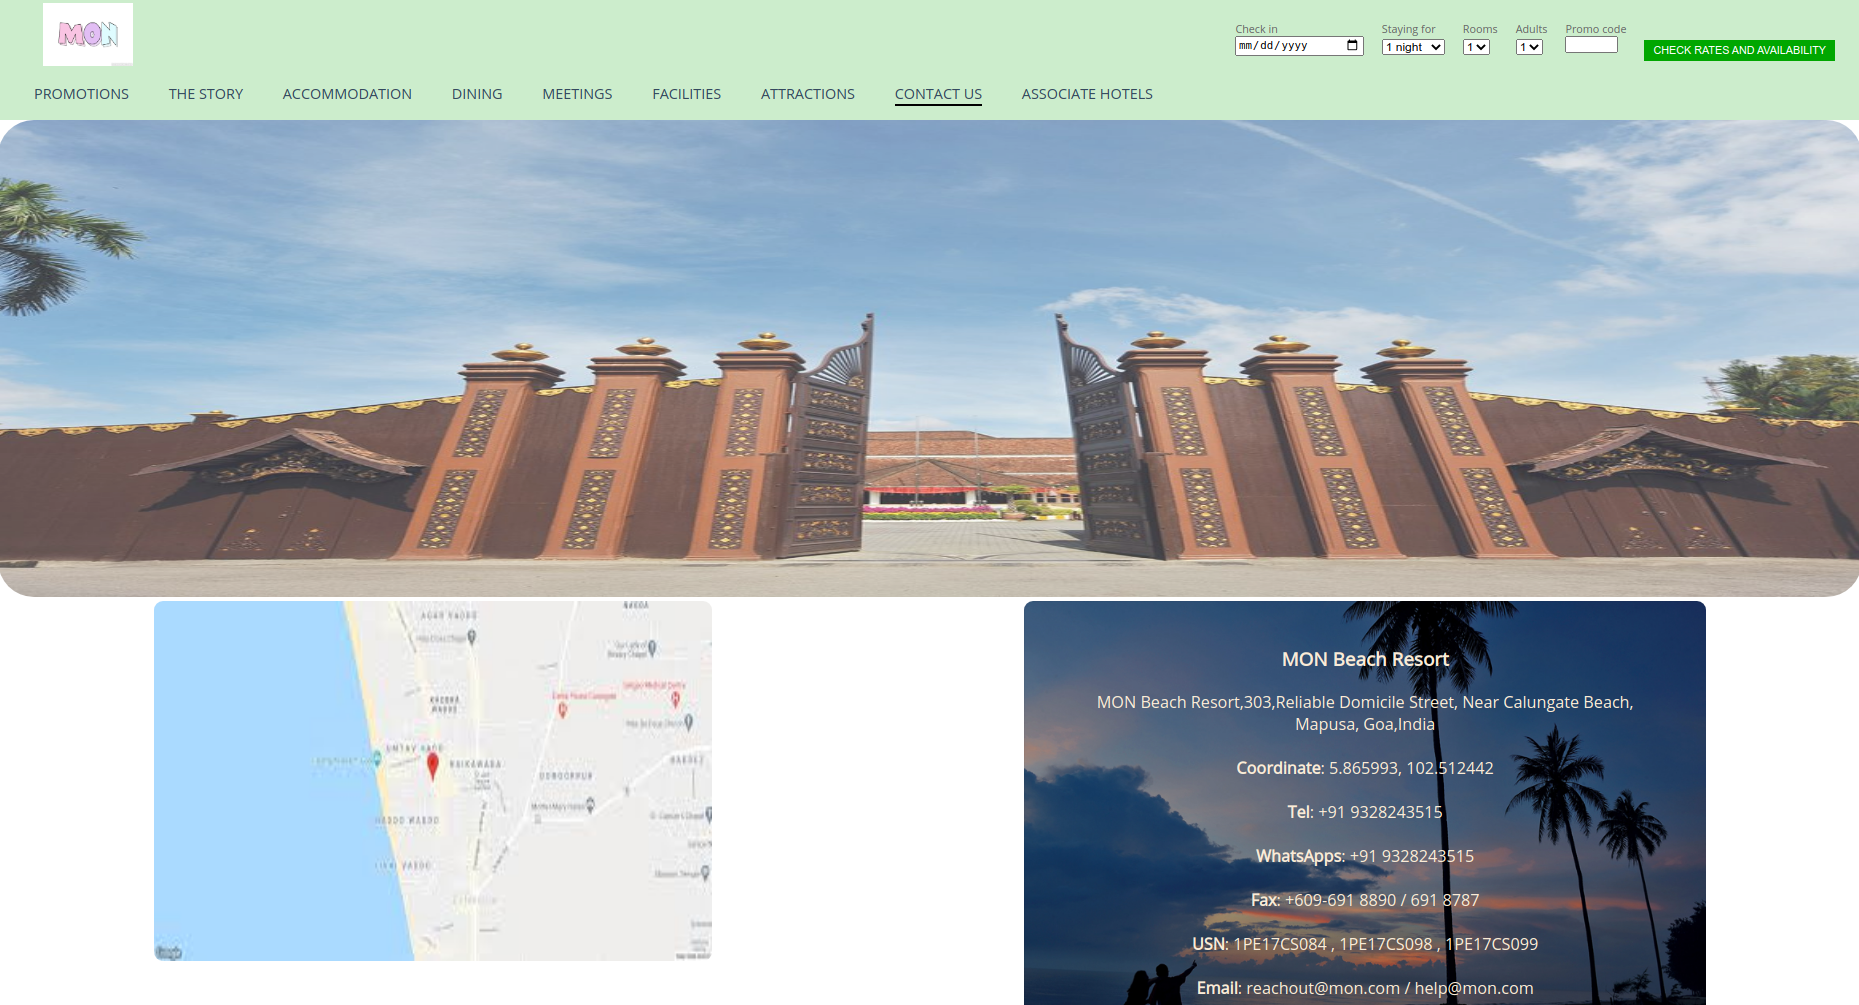 MON
Check in
Staying for
Rooms
Adults
Promo code
mm/dd/yyyy
1 night
1
1
CHECK RATES AND AVAILABILITY
PROMOTIONS
THE STORY
ACCOMMODATION
DINING
MEETINGS
FACILITIES
ATTRACTIONS
CONTACT US
ASSOCIATE HOTELS
MON Beach Resort
MON Beach Resort,303,Reliable Domicile Street, Near Calungate Beach,
Mapusa, Goa,India
Coordinate: 5.865993, 102.512442
Tel: +91 9328243515
WhatsApps: +91 9328243515
Fax: +609-691 8890 / 691 8787
USN: 1PE17CS084 , 1PE17CS098 , 1PE17CS099
Email: reachout@mon.com / help@mon.com